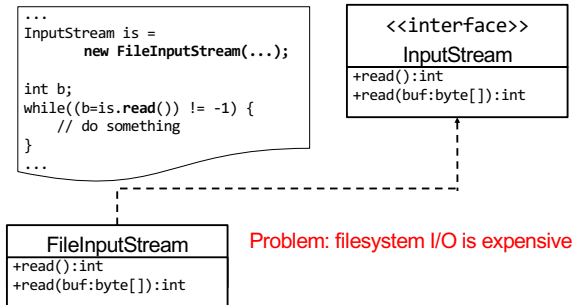 ...
InputStream is =
new FileInputStream(...);
int b;
while((b=is.read()) != -1) {
// do something
}
...
<<interface>>
InputStream
+read():int
+read(buf:byte[]):int
FileInputStream
+read():int
+read(buf:byte[]):int
Problem: filesystem I/O is expensive